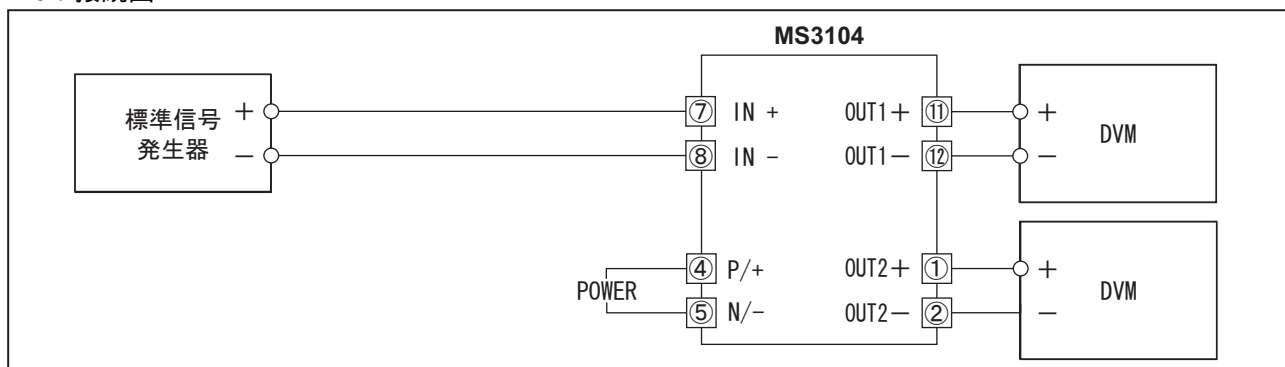 MS3104
標準信号
発生器
+
−
⑦ IN +
⑧ IN -
OUT1+ ⑪
OUT1− ⑫
+
−
DVM
POWER
④ P/+
⑤ N/-
OUT2+ ①
OUT2− ②
+
−
DVM